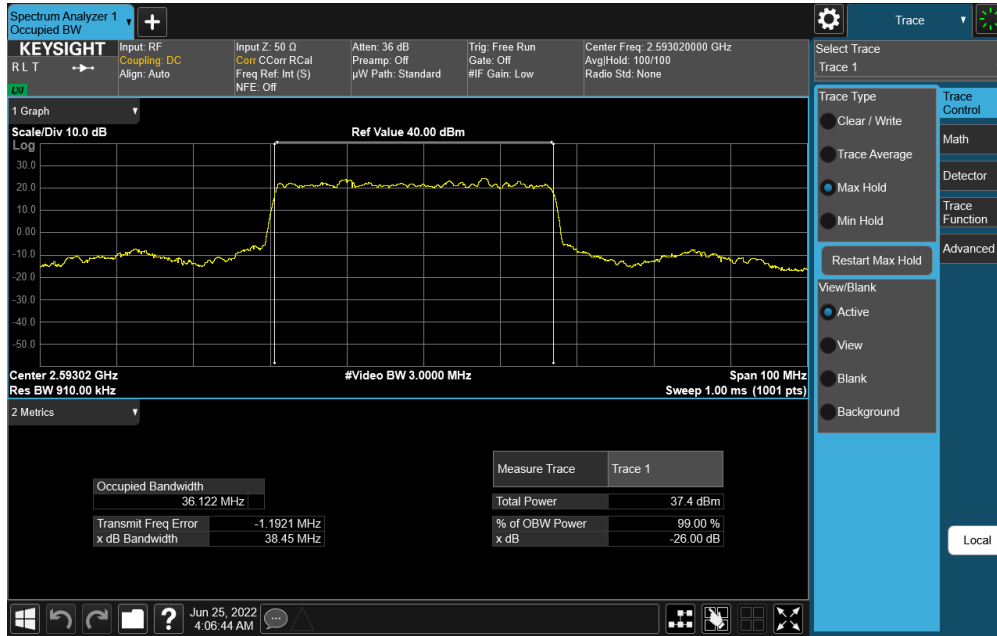 Spectrum Analyzer 1
Occupied BW
Trace
KEYSIGHT
R L T
LXI
Input: RF
Coupling: DC
Align: Auto
Input Z: 50 Ω
Corr CCorr RCal
Freq Ref: Int (S)
NFE: Off
Atten: 36 dB
Preamp: Off
µW Path: Standard
Trig: Free Run
Gate: Off
#IF Gain: Low
Center Freq: 2.593020000 GHz
Avg|Hold: 100/100
Radio Std: None
Select Trace
Trace 1
1 Graph
Scale/Div 10.0 dB
Ref Value 40.00 dBm
Log
30.0
20.0
10.0
0.00
-10.0
-20.0
-30.0
-40.0
-50.0
Center 2.59302 GHz
#Video BW 3.0000 MHz
Span 100 MHz
Res BW 910.00 kHz
Sweep 1.00 ms (1001 pts)
Trace Type
Clear / Write
Trace Average
Max Hold
Min Hold
Restart Max Hold
View/Blank
Active
View
Blank
Background
Trace
Control
Math
Detector
Trace
Function
Advanced
2 Metrics
Occupied Bandwidth
36.122 MHz
Transmit Freq Error -1.1921 MHz
x dB Bandwidth 38.45 MHz
Measure Trace Trace 1
Total Power 37.4 dBm
% of OBW Power 99.00 %
x dB -26.00 dB
Local
?
Jun 25, 2022
4:06:44 AM